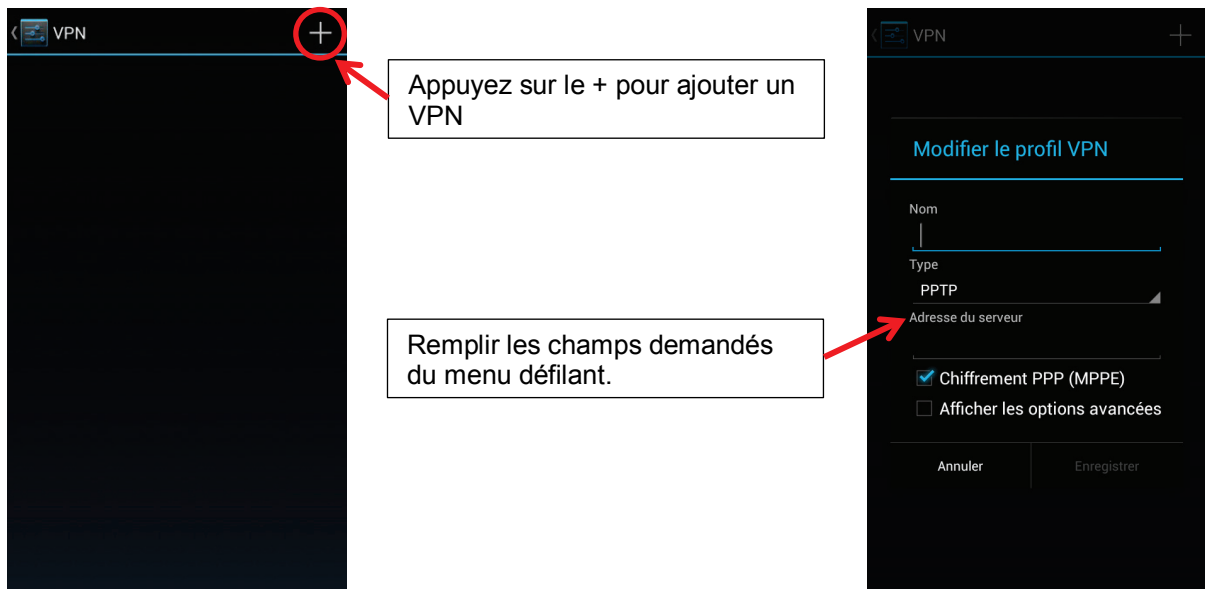 VPN
Appuyez sur le + pour ajouter un
VPN
Remplir les champs demandés
du menu défilant.
VPN
Modifier le profil VPN
Nom
Type
PPTP
Adresse du serveur
Chiffrement PPP (MPPE)
Afficher les options avancées
Annuler Enregistrer